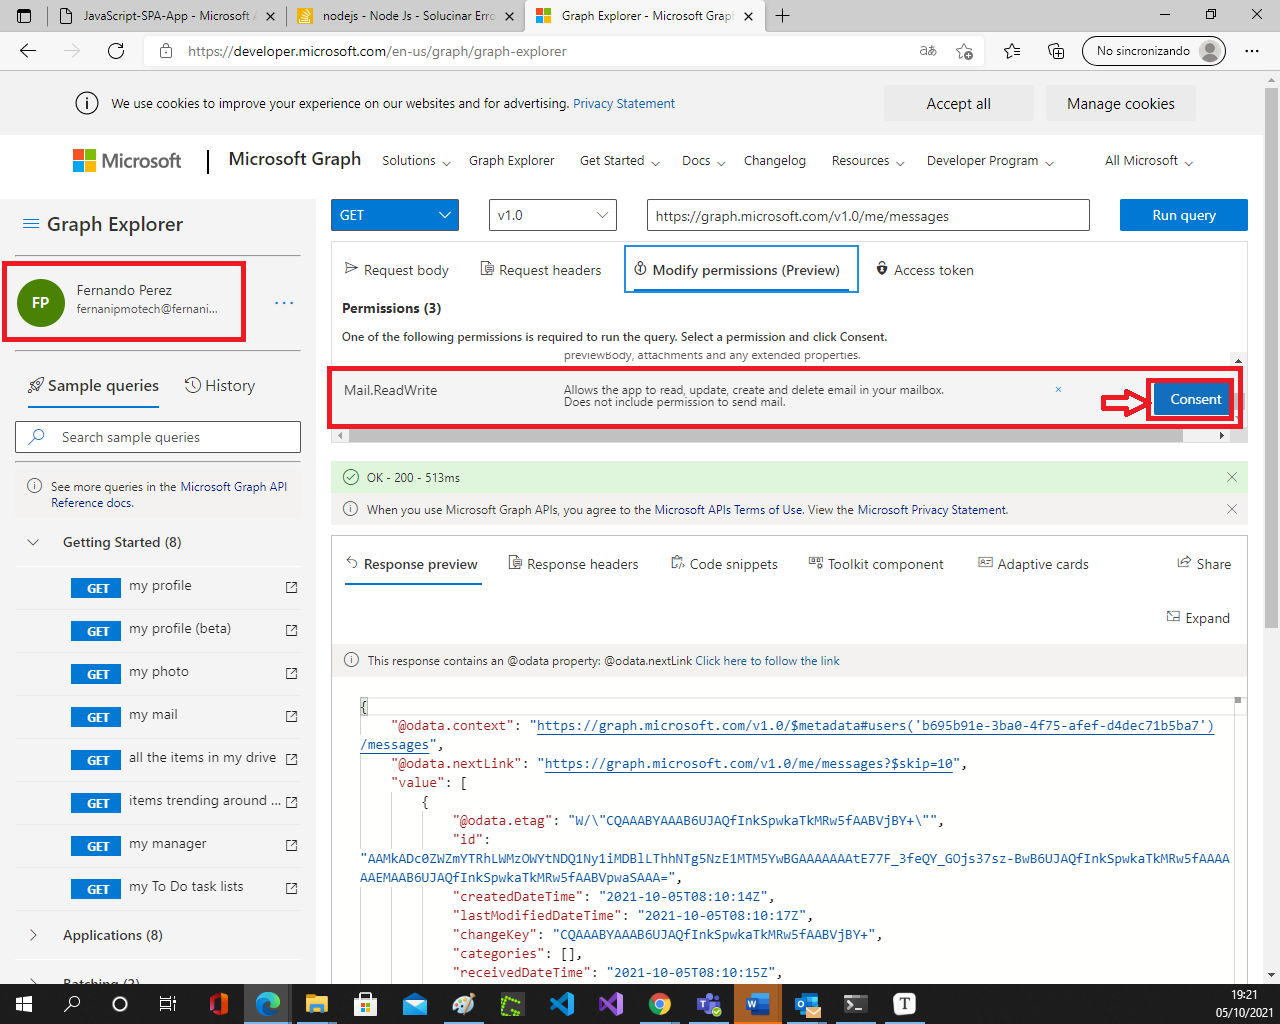 JavaScript-SPA-App - Microsoft A
nodejs - Node Js - Solucinar Erro
Graph Explorer - Microsoft Graph
https://developer.microsoft.com/en-us/graph/graph-explorer
aあ
No sincronizando
We use cookies to improve your experience on our websites and for advertising. Privacy Statement
Accept all
Manage cookies
Microsoft
Microsoft Graph
Solutions
Graph Explorer
Get Started
Docs
Changelog
Resources
Developer Program
All Microsoft
Graph Explorer
GET
v1.0
https://graph.microsoft.com/v1.0/me/messages
Run query
FP
Fernando Perez
fernanipmotech@fernani...
Request body
Request headers
Modify permissions (Preview)
Access token
Permissions (3)
One of the following permissions is required to run the query. Select a permission and click Consent.
previewBody, attachments and any extended properties.
Mail.ReadWrite
Allows the app to read, update, create and delete email in your mailbox.
Does not include permission to send mail.
Consent
Sample queries
History
Search sample queries
See more queries in the Microsoft Graph API
Reference docs.
OK - 200 - 513ms
When you use Microsoft Graph APIs, you agree to the Microsoft APIs Terms of Use. View the Microsoft Privacy Statement.
Getting Started (8)
GET my profile
GET my profile (beta)
GET my photo
GET my mail
GET all the items in my drive
GET items trending around ...
GET my manager
GET my To Do task lists
Applications (8)
Batching (2)
Response preview
Response headers
Code snippets
Toolkit component
Adaptive cards
Share
Expand
This response contains an @odata property: @odata.nextLink Click here to follow the link
{
"@odata.context": "https://graph.microsoft.com/v1.0/$metadata#users('b695b91e-3ba0-4f75-afef-d4dec71b5ba7')
/messages",
"@odata.nextLink": "https://graph.microsoft.com/v1.0/me/messages?$skip=10",
"value": [
{
"@odata.etag": "W/\"CQAAABYAAAB6UJAQfInkSpwkaTkMRw5fAABVjBY+\"",
"id":
"AAMkADc0ZWZmYTRhLWMzOWYtNDQ1Ny1iMDBlLThhNTg5NzE1MTM5YwBGAAAAAAAtE77F_3feQY_GOjs37sz-BwB6UJAQfInkSpwkaTkMRw5fAAAA
AAEMAAB6UJAQfInkSpwkaTkMRw5fAABVpwaSAAA=",
"createdDateTime": "2021-10-05T08:10:14Z",
"lastModifiedDateTime": "2021-10-05T08:10:17Z",
"changeKey": "CQAAABYAAAB6UJAQfInkSpwkaTkMRw5fAABVjBY+",
"categories": [],
"receivedDateTime": "2021-10-05T08:10:15Z",
19:21
05/10/2021